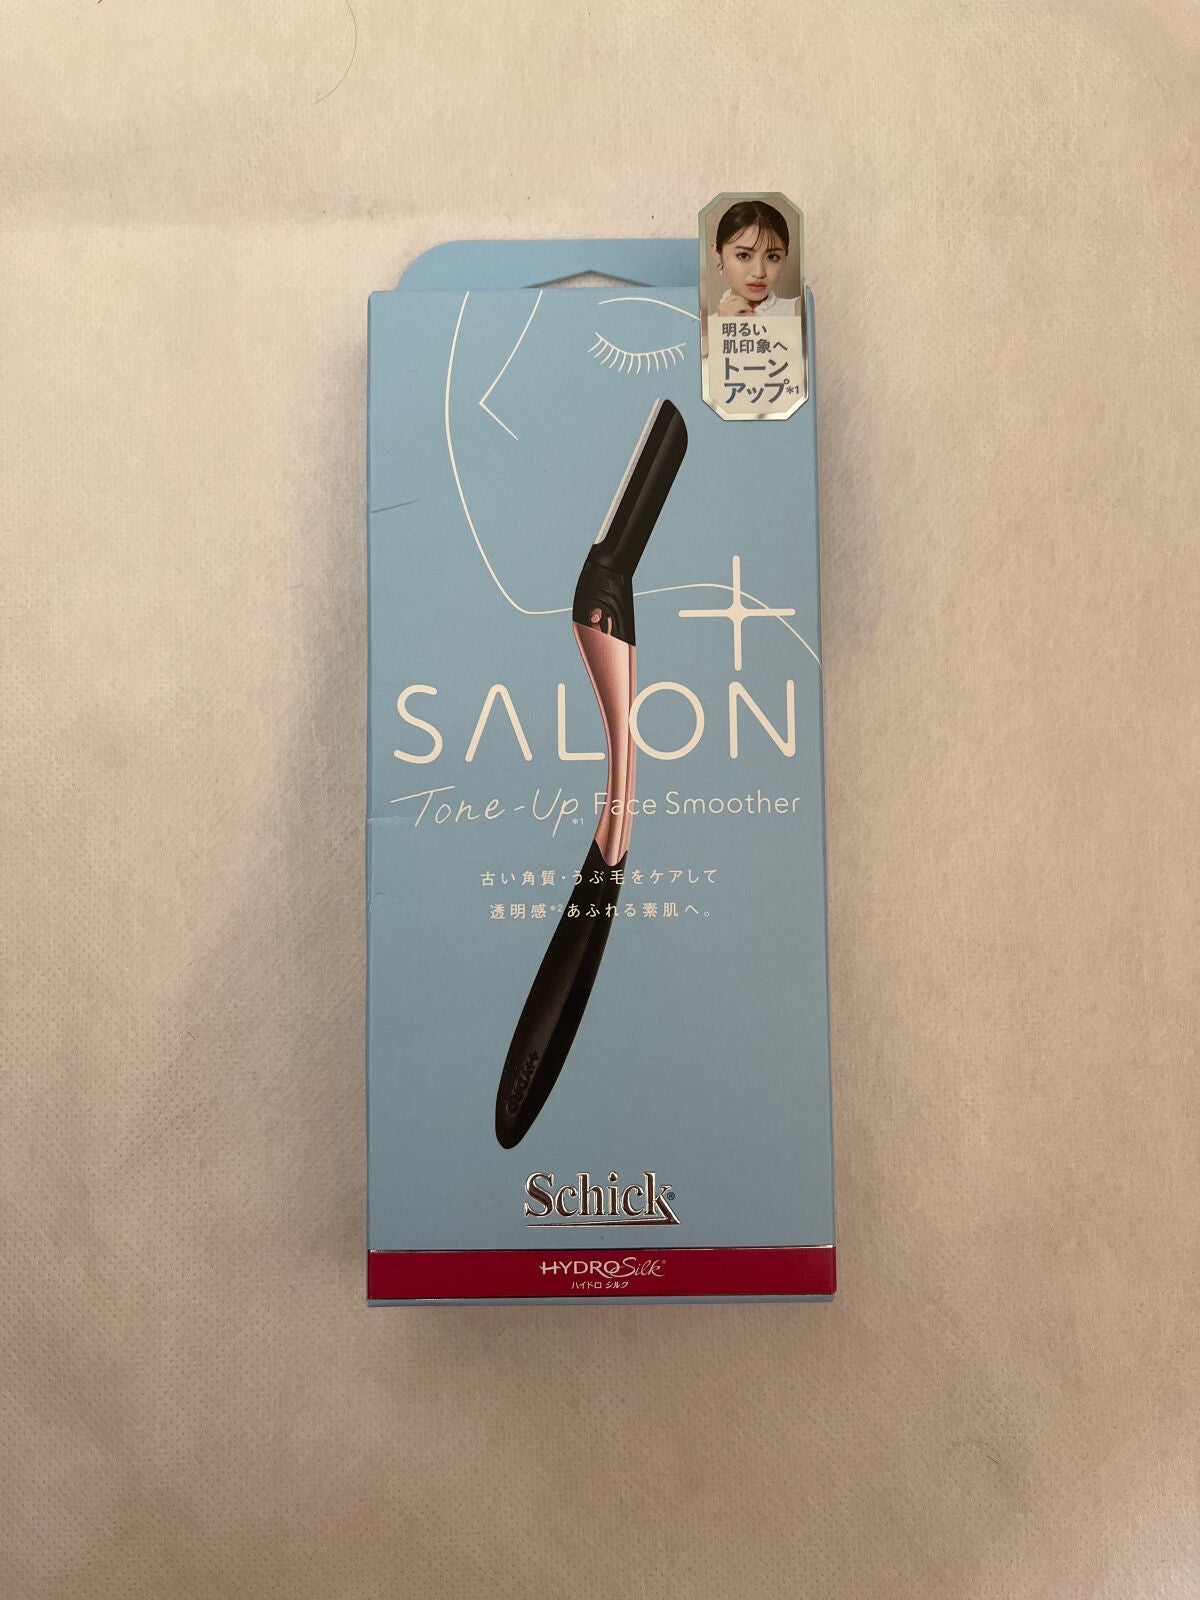 明るい
肌印象へ
トーン
アップ*1
SALON
Tone-Up*1 Face Smoother
古い角質・うぶ毛をケアして
透明感*2あふれる素肌へ。
HYDRO
Schick®
HYDRO Silk®
ハイドロ シルク